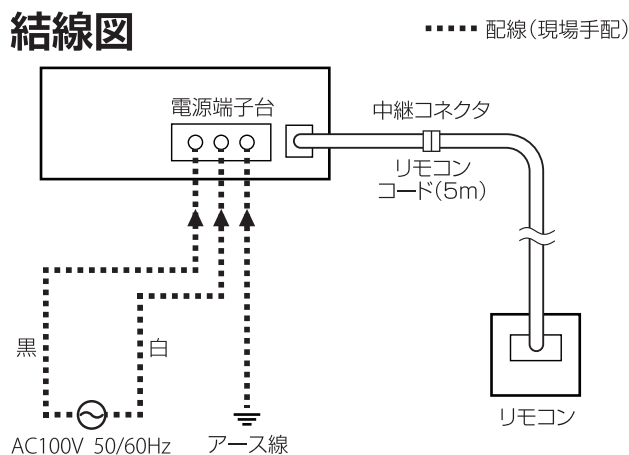 結線図
配線(現場手配)
電源端子台
中継コネクタ
リモコン
コード(5m)
黒
白
リモコン
AC100V 50/60Hz
アース線